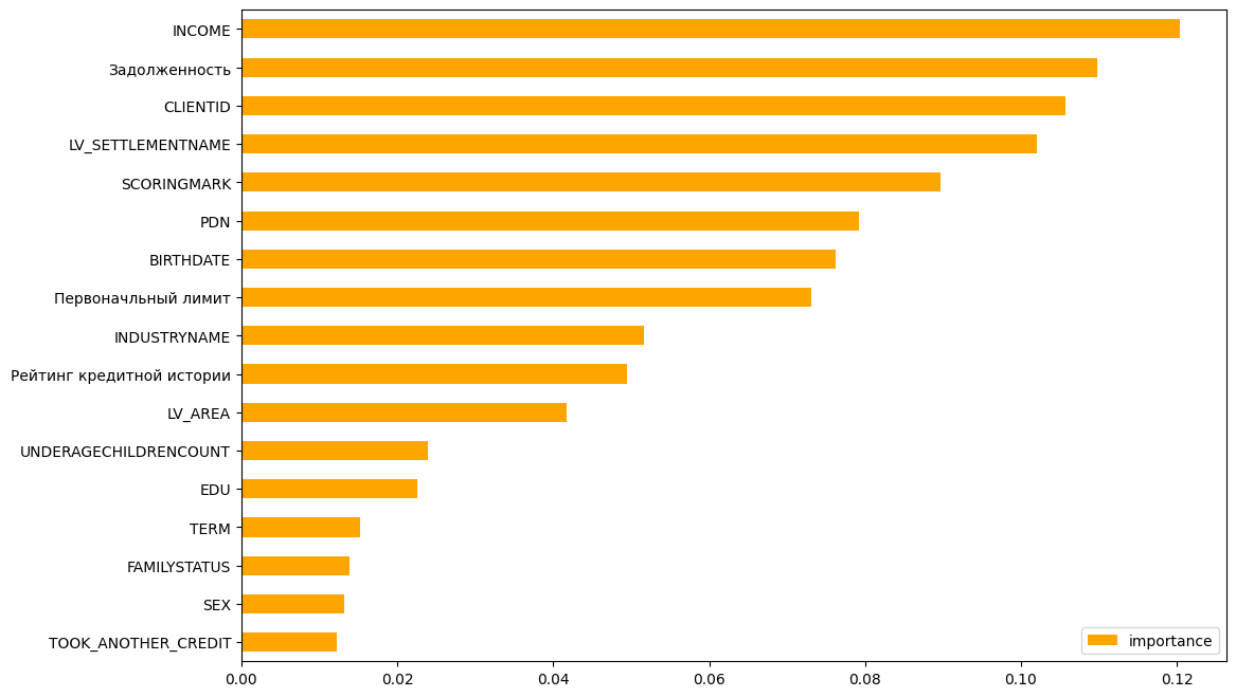 INCOME
Задолженность
CLIENTID
LV_SETTLEMENTNAME
SCORINGMARK
PDN
BIRTHDATE
Первоначльный лимит
INDUSTRYNAME
Рейтинг кредитной истории
LV_AREA
UNDERAGECHILDRENCOUNT
EDU
TERM
FAMILYSTATUS
SEX
TOOK_ANOTHER_CREDIT
importance
0.00 0.02 0.04 0.06 0.08 0.10 0.12